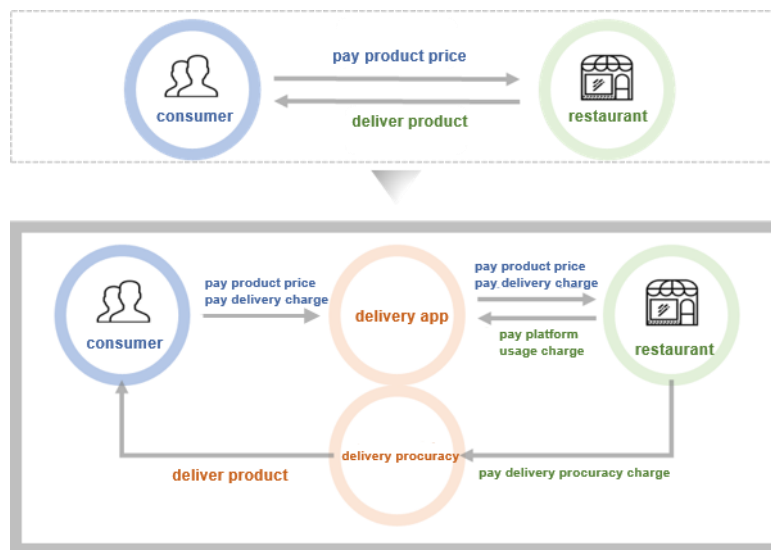 pay product price
consumer
restaurant
deliver product
pay product price
pay delivery charge
pay product price
pay delivery charge
delivery app
consumer
pay platform
usage charge
restaurant
delivery procuracy
deliver product
pay delivery procuracy charge